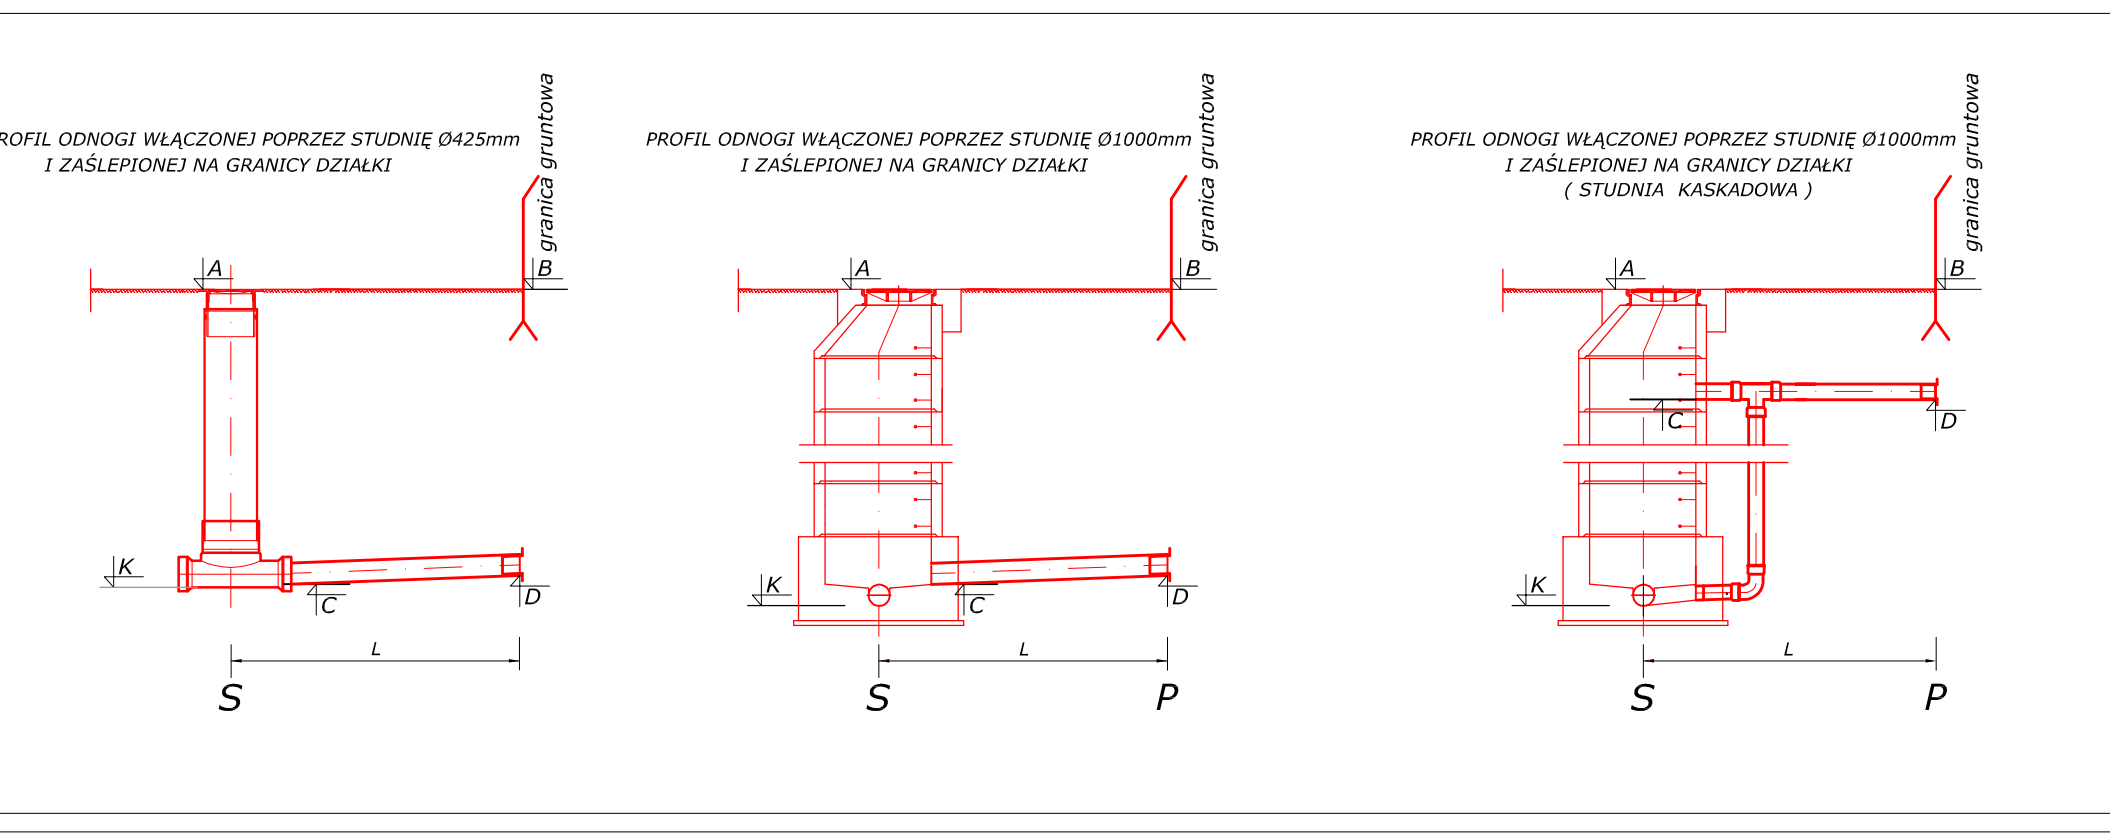 ROFIL ODNOGI WŁĄCZONEJ POPRZEZ STUDNIĘ Ø425mm
I ZAŚLEPIONEJ NA GRANICY DZIAŁKI
granica gruntowa
A
B
K
C
D
L
S
PROFIL ODNOGI WŁĄCZONEJ POPRZEZ STUDNIĘ Ø1000mm
I ZAŚLEPIONEJ NA GRANICY DZIAŁKI
granica gruntowa
A
B
K
C
D
L
S P
PROFIL ODNOGI WŁĄCZONEJ POPRZEZ STUDNIĘ Ø1000mm
I ZAŚLEPIONEJ NA GRANICY DZIAŁKI
( STUDNIA KASKADOWA )
granica gruntowa
A
B
C
D
K
L
S P